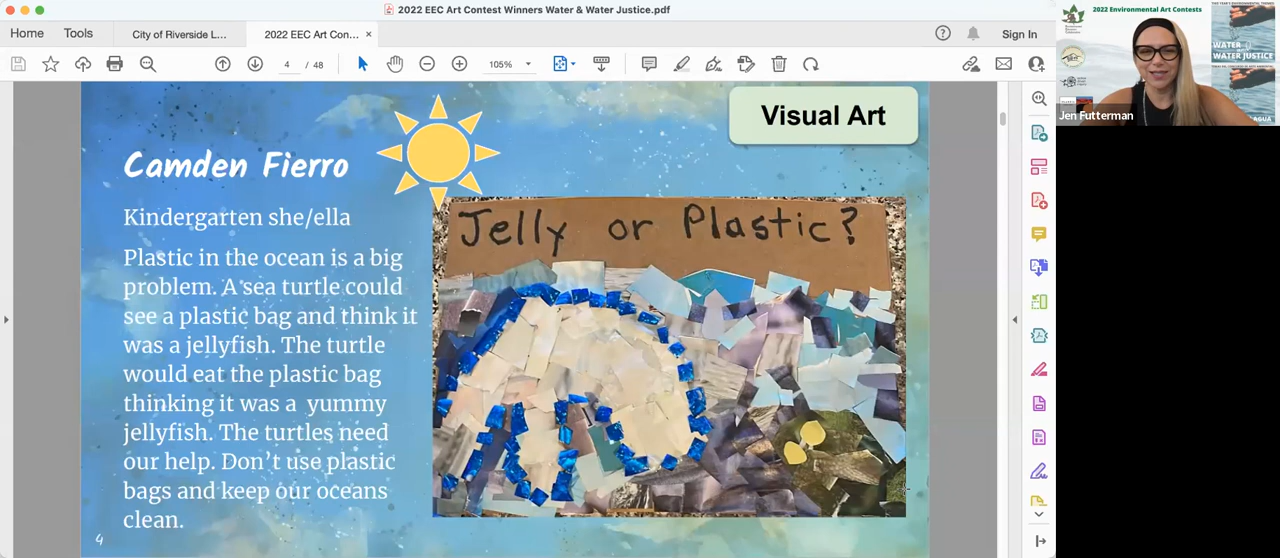 2022 EEC Art Contest Winners Water & Water Justice.pdf
Home
Tools
City of Riverside L...
2022 EEC Art Con...
Sign In
4 / 48
105%
Visual Art
Camden Fierro
Kindergarten she/ella
Plastic in the ocean is a big
problem. A sea turtle could
see a plastic bag and think it
was a jellyfish. The turtle
would eat the plastic bag
thinking it was a yummy
jellyfish. The turtles need
our help. Don't use plastic
bags and keep our oceans
clean.
4
Jelly or Plastic?
2022 Environmental Art Contests
WATER
WATER JUSTICE
AGUA
Jen Futterman